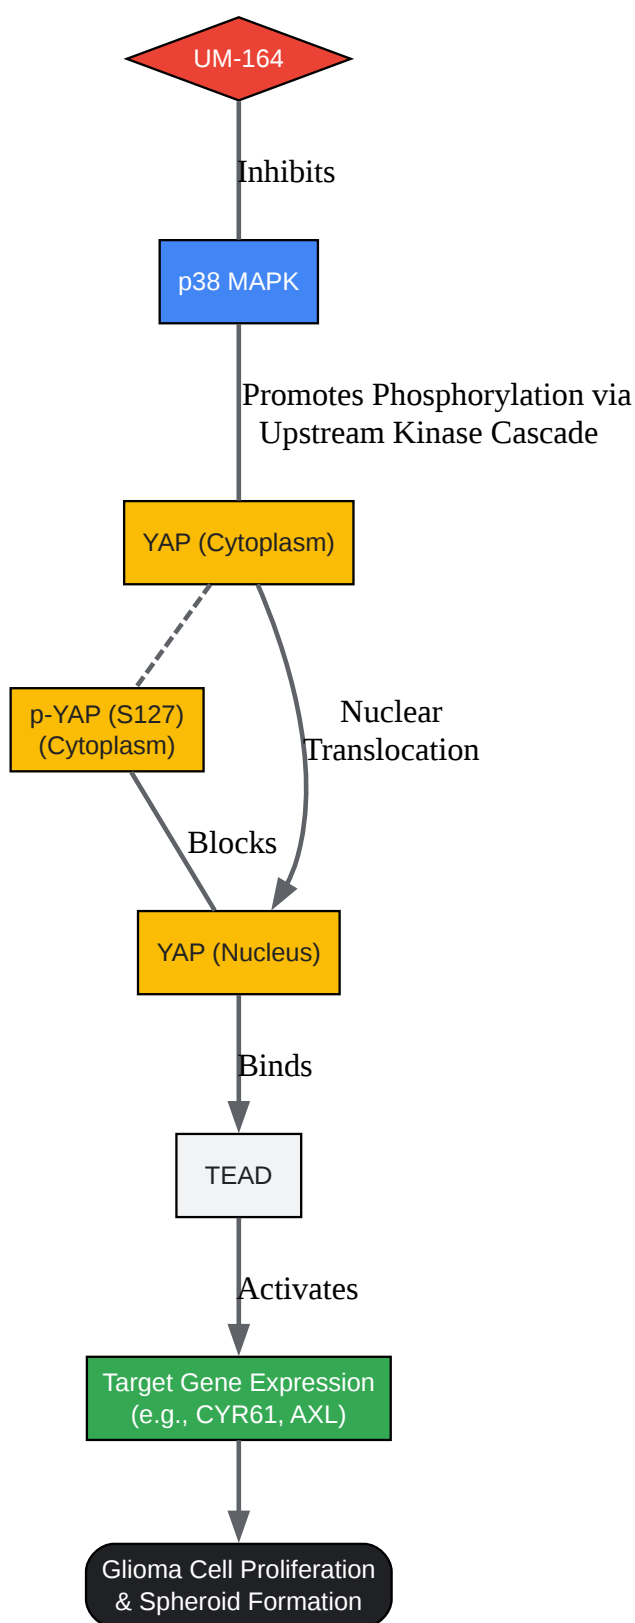 UM-164
Inhibits
p38 MAPK
Promotes Phosphorylation via
Upstream Kinase Cascade
YAP (Cytoplasm)
p-YAP (S127)
(Cytoplasm)
Nuclear
Translocation
Blocks
YAP (Nucleus)
Binds
TEAD
Activates
Target Gene Expression
(e.g., CYR61, AXL)
Glioma Cell Proliferation
& Spheroid Formation